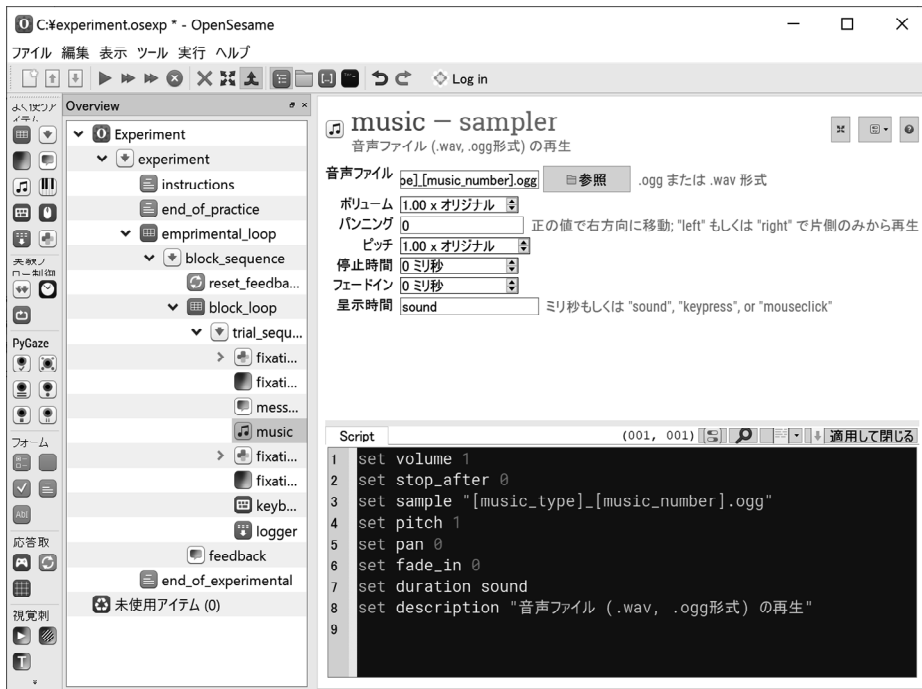 C:¥experiment.osexp * - OpenSesame
ファイル 編集 表示 ツール 実行 ヘルプ
Log in
よく使うア
イテム
PyGaze
フォーム
AbI
応答取
視覚刺
T
Overview
Experiment
experiment
instructions
end_of_practice
emprimental_loop
block_sequence
reset_feedba...
block_loop
trial_sequ...
fixati...
fixati...
mess...
music
fixati...
fixati...
keyb...
logger
feedback
end_of_experimental
未使用アイテム (0)
music – sampler
音声ファイル (.wav, .ogg形式) の再生
音声ファイル pe]_[music_number].ogg 参照 .ogg または .wav 形式
ボリューム 1.00 x オリジナル
パンニング 0 正の値で右方向に移動; "left" もしくは "right" で片側のみから再生
ピッチ 1.00 x オリジナル
停止時間 0 ミリ秒
フェードイン 0 ミリ秒
呈示時間 sound ミリ秒もしくは "sound", "keypress", or "mouseclick"
Script (001, 001) 適用して閉じる
1 set volume 1
2 set stop_after 0
3 set sample "[music_type]_[music_number].ogg"
4 set pitch 1
5 set pan 0
6 set fade_in 0
7 set duration sound
8 set description "音声ファイル (.wav, .ogg形式) の再生"
9